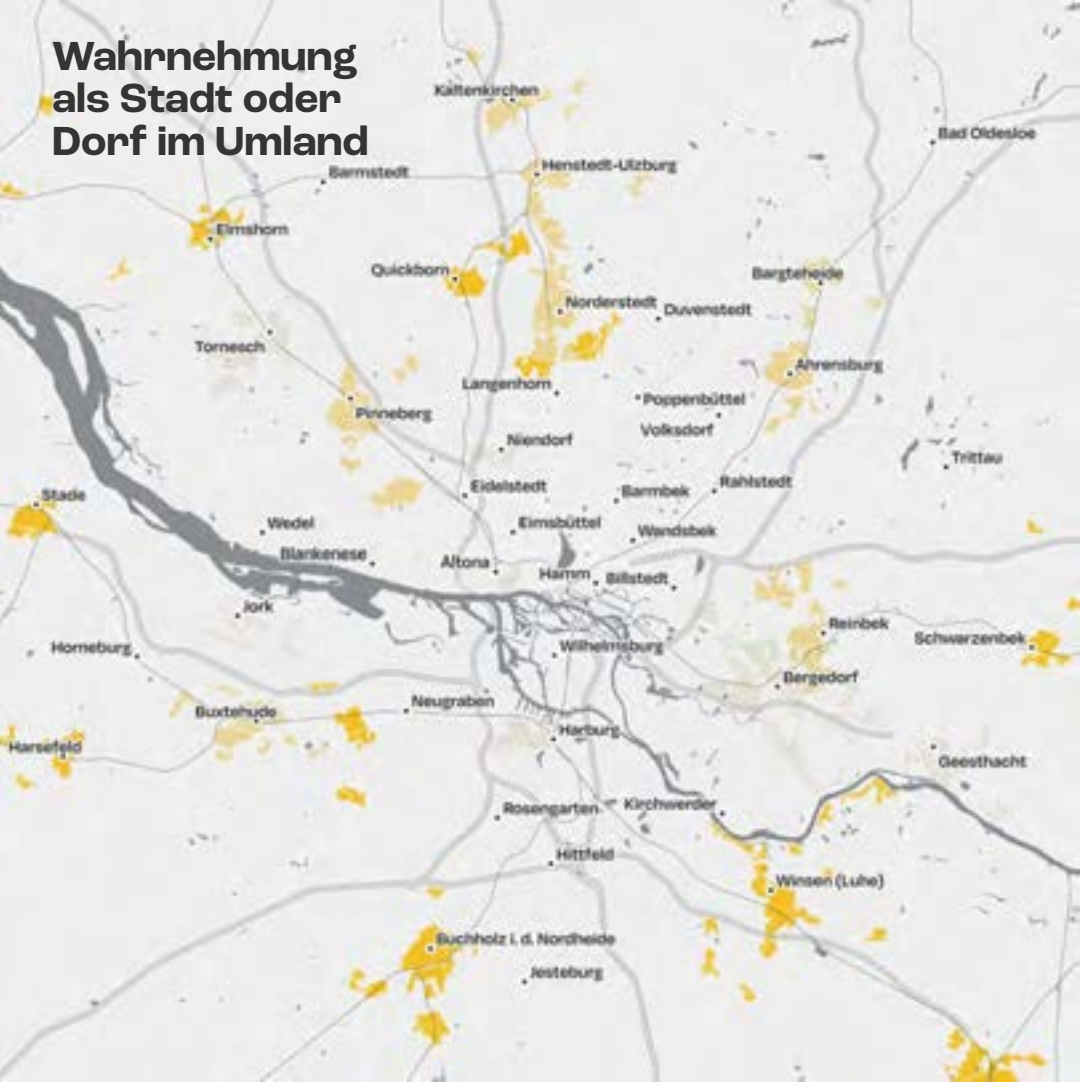 Wahrnehmung
als Stadt oder
Dorf im Umland
Kaltenkirchen
Bad Oldesloe
Henstedt-Ulzburg
Barmstedt
Elmshorn
Quickborn
Bargteheide
Norderstedt
Duvenstedt
Tornesch
Ahrensburg
Langenhorn
Poppenbüttel
Pinneberg
Volksdorf
Niendorf
Trittau
Eidelstedt
Rahlstedt
Barmbek
Stade
Wedel
Eimsbüttel
Wandsbek
Blankenese
Altona
Hamm
Billstedt
Jork
Reinbek
Schwarzenbek
Horneburg
Wilhelmsburg
Bergedorf
Neugraben
Buxtehude
Harburg
Harsefeld
Geesthacht
Rosengarten
Kirchwerder
Hittfeld
Winsen (Luhe)
Buchholz i. d. Nordheide
Jesteburg